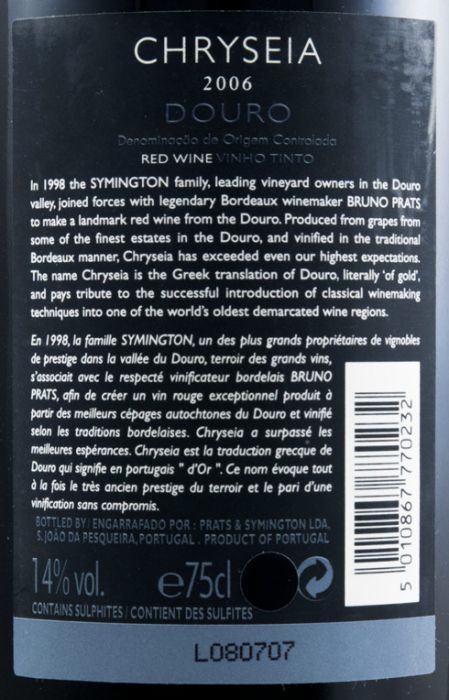 CHRYSEIA
2006
DOURO
Denominação de Origem Controlada
RED WINE VINHO TINTO
In 1998 the SYMINGTON family, leading vineyard owners in the Douro
valley, joined forces with legendary Bordeaux winemaker BRUNO PRATS
to make a landmark red wine from the Douro. Produced from grapes from
some of the finest estates in the Douro, and vinified in the traditional
Bordeaux manner, Chryseia has exceeded even our highest expectations.
The name Chryseia is the Greek translation of Douro, literally 'of gold',
and pays tribute to the successful introduction of classical winemaking
techniques into one of the world's oldest demarcated wine regions.
En 1998, la famille SYMINGTON, un des plus grands propriétaires de vignobles
de prestige dans la vallée du Douro, terroir des grands vins,
s'associait avec le respecté vinificateur bordelais BRUNO
PRATS, afin de créer un vin rouge exceptionnel produit à
partir des meilleurs cépages autochtones du Douro et vinifié
selon les traditions bordelaises. Chryseia a surpassé les
meilleures espérances. Chryseia est la traduction grecque de
Douro qui signifie en portugais " d'Or ". Ce nom évoque tout
à la fois le très ancien prestige du terroir et le pari d'une
vinification sans compromis.
BOTTLED BY / ENGARRAFADO POR : PRATS & SYMINGTON LDA,
S. JOÃO DA PESQUEIRA, PORTUGAL . PRODUCT OF PORTUGAL
14% vol. e75cl
CONTAINS SULPHITES / CONTIENT DES SULFITES
5 010867 770232
L080707